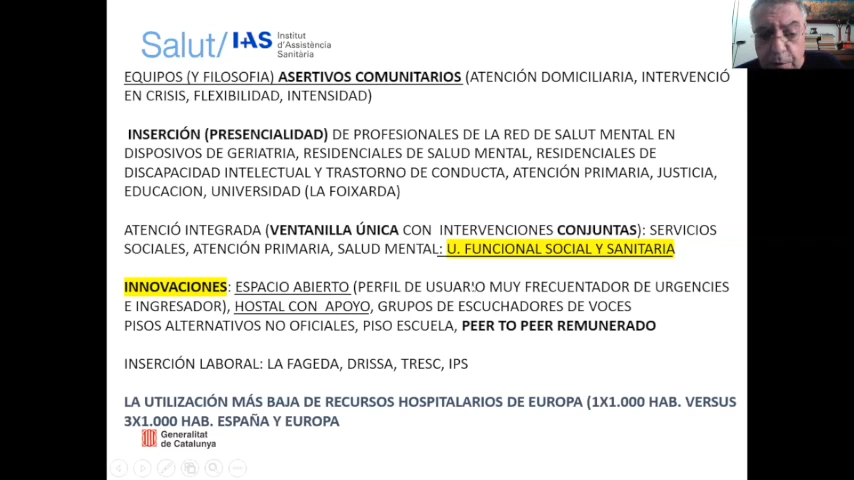 Salut/ IAS Institut
d'Assistència
Sanitària
EQUIPOS (Y FILOSOFIA) ASERTIVOS COMUNITARIOS (ATENCIÓN DOMICILIARIA, INTERVENCIÓ
EN CRISIS, FLEXIBILIDAD, INTENSIDAD)
INSERCIÓN (PRESENCIALIDAD) DE PROFESIONALES DE LA RED DE SALUT MENTAL EN
DISPOSIVOS DE GERIATRIA, RESIDENCIALES DE SALUD MENTAL, RESIDENCIALES DE
DISCAPACIDAD INTELECTUAL Y TRASTORNO DE CONDUCTA, ATENCIÓN PRIMARIA, JUSTICIA,
EDUCACION, UNIVERSIDAD (LA FOIXARDA)
ATENCIÓ INTEGRADA (VENTANILLA ÚNICA CON INTERVENCIONES CONJUNTAS): SERVICIOS
SOCIALES, ATENCIÓN PRIMARIA, SALUD MENTAL: U. FUNCIONAL SOCIAL Y SANITARIA
INNOVACIONES: ESPACIO ABIERTO (PERFIL DE USUARIO MUY FRECUENTADOR DE URGENCIES
E INGRESADOR), HOSTAL CON APOYO, GRUPOS DE ESCUCHADORES DE VOCES
PISOS ALTERNATIVOS NO OFICIALES, PISO ESCUELA, PEER TO PEER REMUNERADO
INSERCIÓN LABORAL: LA FAGEDA, DRISSA, TRESC, IPS
LA UTILIZACIÓN MÁS BAJA DE RECURSOS HOSPITALARIOS DE EUROPA (1X1.000 HAB. VERSUS
3X1.000 HAB. ESPAÑA Y EUROPA
Generalitat
de Catalunya